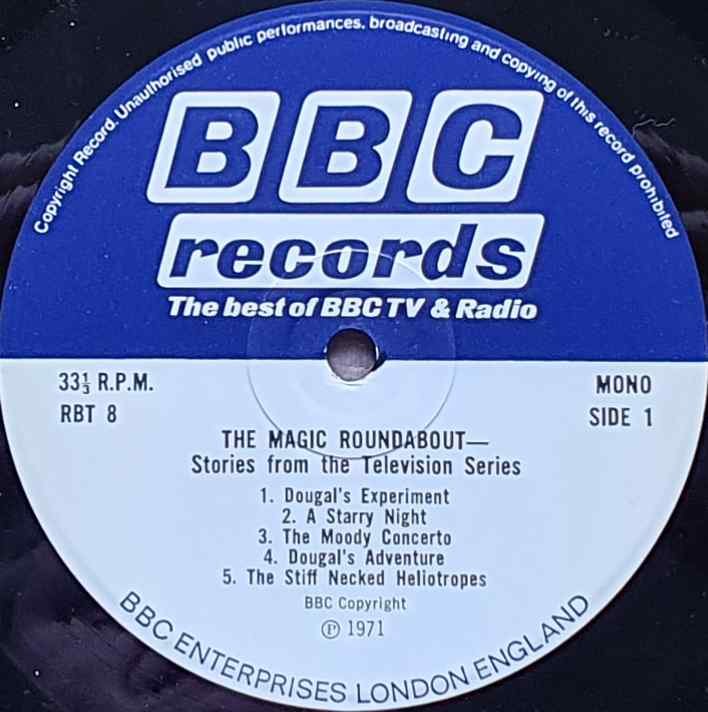 Copyright Record. Unauthorised public performances, broadcasting and copying of this record prohibited
BBC
records
The best of BBC TV & Radio
33⅓ R.P.M.
MONO
RBT 8
SIDE 1
THE MAGIC ROUNDABOUT—
Stories from the Television Series
1. Dougal's Experiment
2. A Starry Night
3. The Moody Concerto
4. Dougal's Adventure
5. The Stiff Necked Heliotropes
BBC Copyright
℗ 1971
BBC ENTERPRISES LONDON ENGLAND